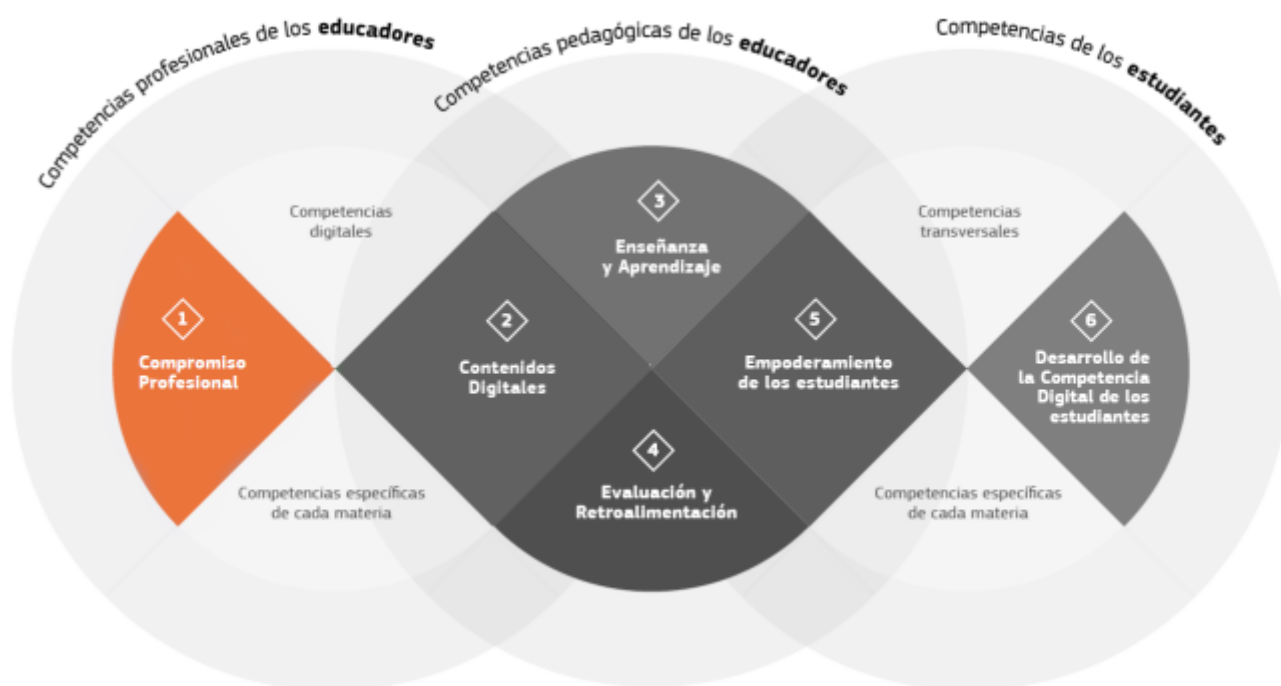 Competencias profesionales de los educadores
Competencias pedagógicas de los educadores
Competencias de los estudiantes
Competencias
digitales
1
Compromiso
Profesional
Competencias específicas
de cada materia
2
Contenidos
Digitales
3
Enseñanza
y Aprendizaje
4
Evaluación y
Retroalimentación
5
Empoderamiento
de los estudiantes
Competencias
transversales
6
Desarrollo de
la Competencia
Digital de los
estudiantes
Competencias específicas
de cada materia